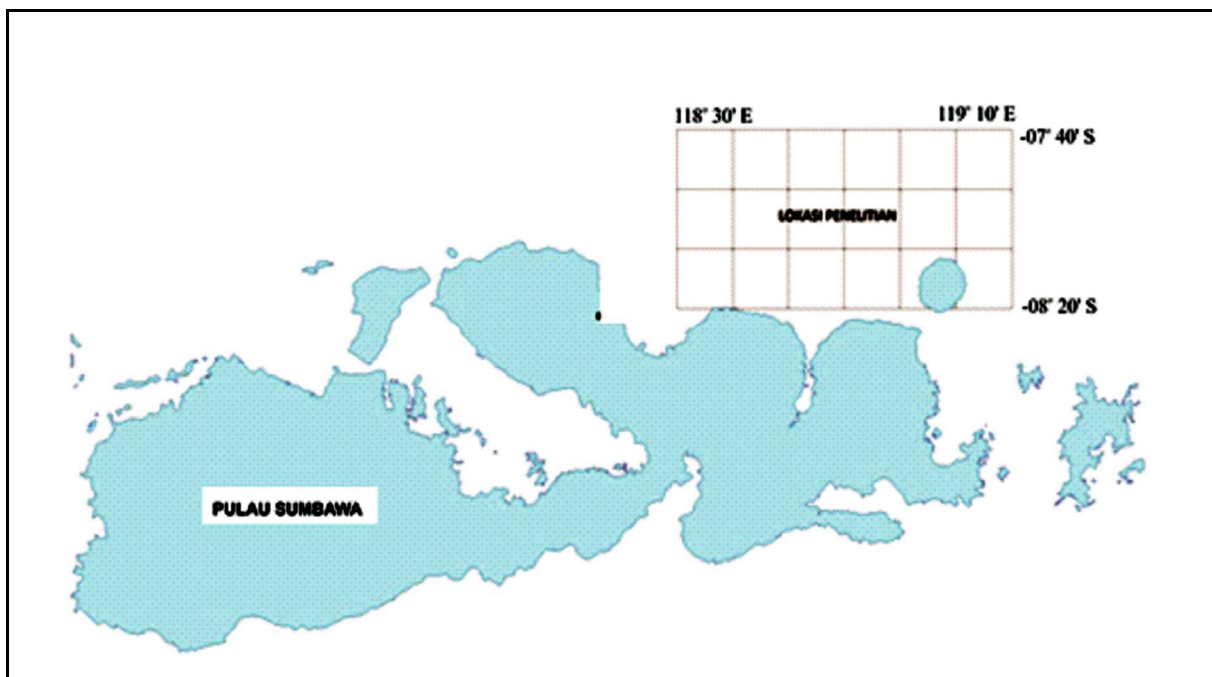 118° 30' E 119° 10' E
-07° 40' S
LOKASI PENELITIAN
-08° 20' S
PULAU SUMBAWA